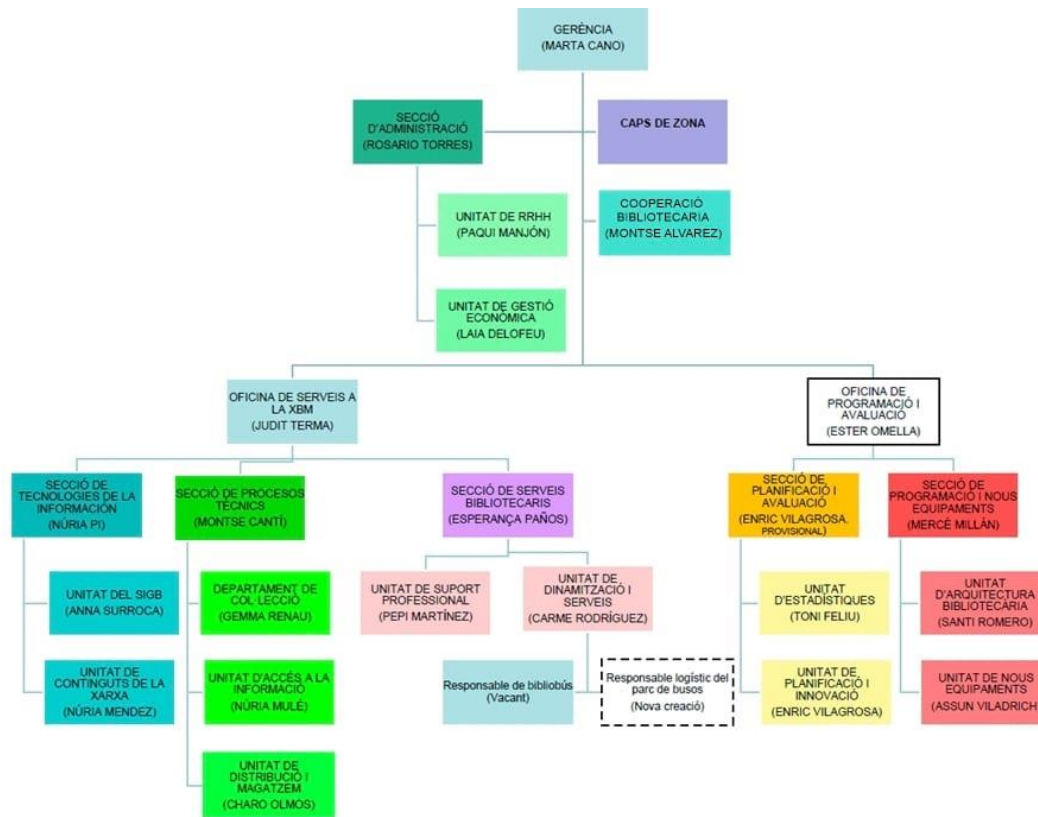 GERÈNCIA
(MARTA CANO)
SECCIÓ
D'ADMINISTRACIÓ
(ROSARIO TORRES)
CAPS DE ZONA
UNITAT DE RRHH
(PAQUI MANJÓN)
COOPERACIÓ
BIBLIOTECARIA
(MONTSE ALVAREZ)
UNITAT DE GESTIÓ
ECONÒMICA
(LAIA DELOFEU)
OFICINA DE SERVEIS A
LA XBM
(JUDIT TERMA)
OFICINA DE
PROGRAMACIÓ I
AVALUACIÓ
(ESTER OMELLA)
SECCIÓ DE
TECNOLOGIES DE LA
INFORMACIÓN
(NÚRIA PI)
SECCIÓ DE PROCESOS
TÈCNICS
(MONTSE CANTÍ)
SECCIÓ DE SERVEIS
BIBLIOTECARIS
(ESPERANÇA PAÑOS)
SECCIÓ DE
PLANIFICACIÓ I
AVALUACIÓ
(ENRIC VILAGROSA.
PROVISIONAL)
SECCIÓ DE
PROGRAMACIÓ I NOUS
EQUIPAMENTS
(MERCÈ MILLÁN)
UNITAT DEL SIGB
(ANNA SURROCA)
DEPARTAMENT DE
COL·LECCIÓ
(GEMMA RENAU)
UNITAT DE SUPORT
PROFESSIONAL
(PEPI MARTÍNEZ)
UNITAT DE
DINAMITZACIÓ I
SERVEIS
(CARME RODRÍGUEZ)
UNITAT
D'ESTADÍSTIQUES
(TONI FELIU)
UNITAT
D'ARQUITECTURA
BIBLIOTECÀRIA
(SANTI ROMERO)
UNITAT DE
CONTINGUTS DE LA
XARXA
(NÚRIA MENDEZ)
UNITAT D'ACCÉS A LA
INFORMACIÓ
(NÚRIA MULÉ)
Responsable de bibliobús
(Vacant)
Responsable logístic del
parc de busos
(Nova creació)
UNITAT DE
PLANIFICACIÓ I
INNOVACIÓ
(ENRIC VILAGROSA)
UNITAT DE NOUS
EQUIPAMENTS
(ASSUN VILADRICH)
UNITAT DE
DISTRIBUCIÓ I
MAGATZEM
(CHARO OLMOS)